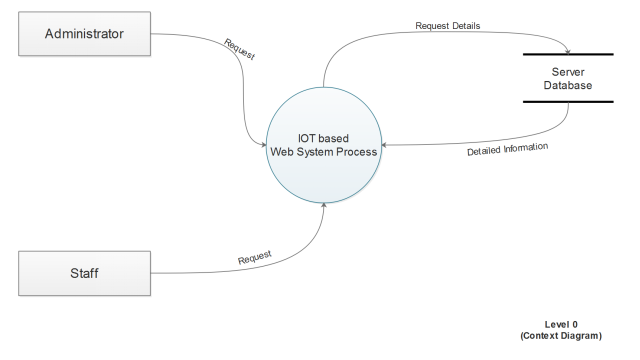 Administrator
Request
Request Details
Server
Database
IOT based
Web System Process
Detailed Information
Staff
Request
Level 0
(Context Diagram)